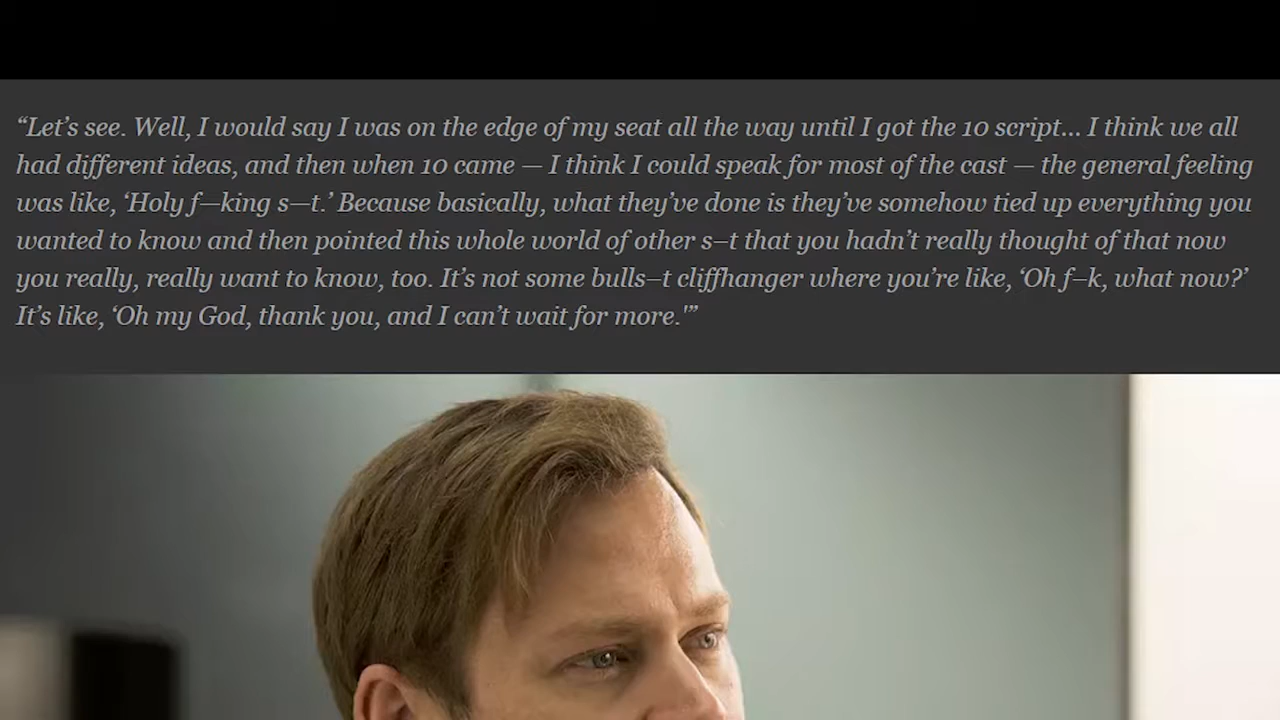 “Let’s see. Well, I would say I was on the edge of my seat all the way until I got the 10 script... I think we all
had different ideas, and then when 10 came — I think I could speak for most of the cast — the general feeling
was like, ‘Holy f—king s—t.’ Because basically, what they’ve done is they’ve somehow tied up everything you
wanted to know and then pointed this whole world of other s–t that you hadn’t really thought of that now
you really, really want to know, too. It’s not some bulls–t cliffhanger where you’re like, ‘Oh f–k, what now?’
It’s like, ‘Oh my God, thank you, and I can’t wait for more.'”